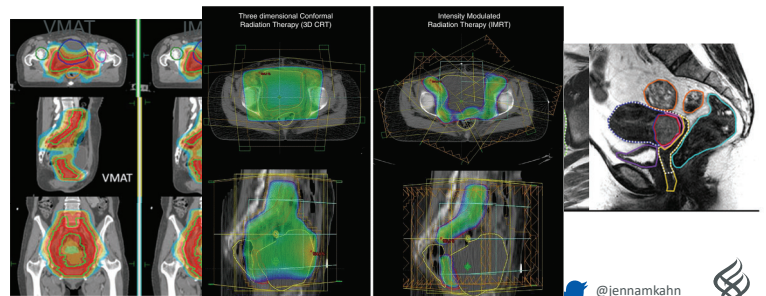 VMAT
IM
Three dimensional Conformal
Radiation Therapy (3D CRT)
Intensity Modulated
Radiation Therapy (IMRT)
VMAT
@jennamkahn